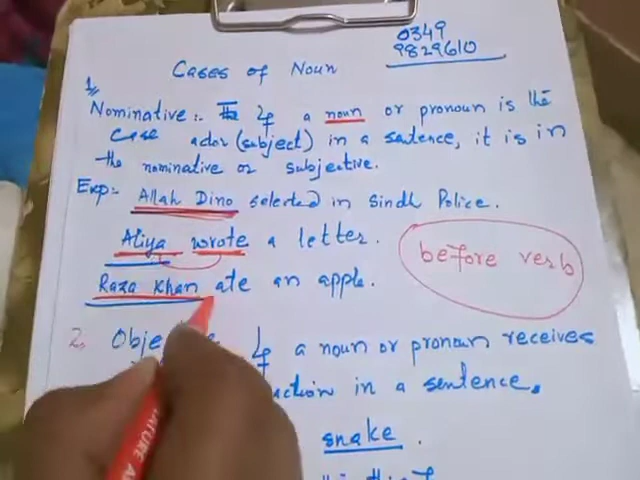 0349
9829610
Cases of Noun
1,
Nominative :- If a noun or pronoun is the
Case actor (subject) in a sentence, it is in
the nominative or subjective.
Exp:- Allah Dino selected in Sindh Police.
Aliya wrote a letter.
before verb
Raza Khan ate an apple.
2. If a noun or pronoun receives
action in a sentence.
snake.